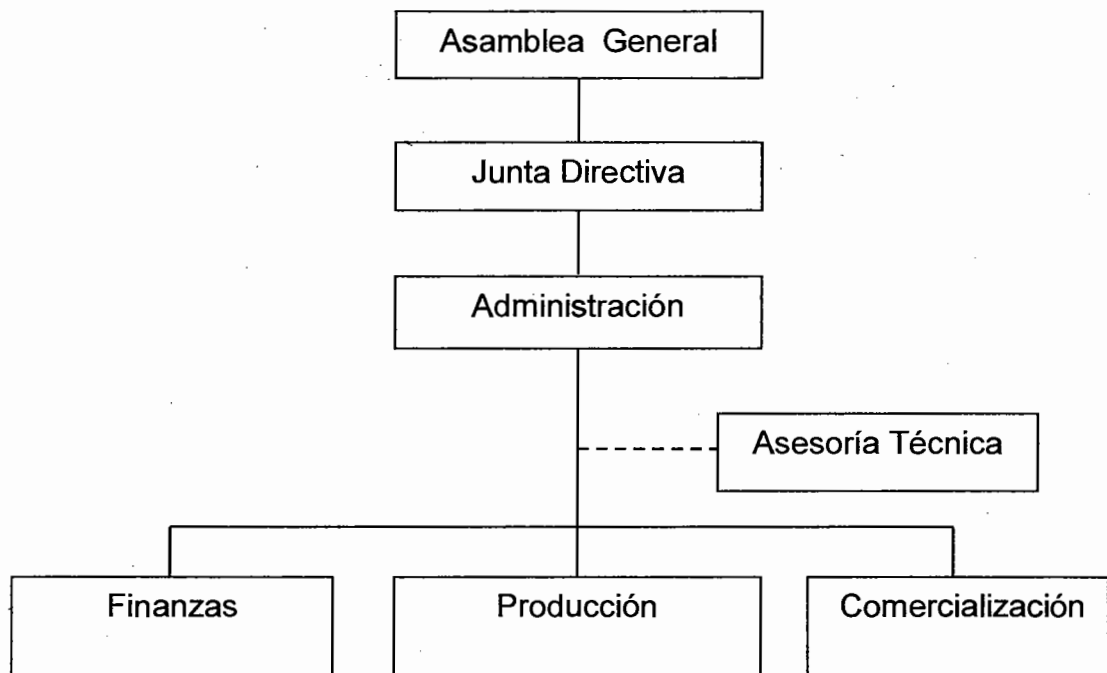 Asamblea General
Junta Directiva
Administración
Asesoría Técnica
Finanzas
Producción
Comercialización